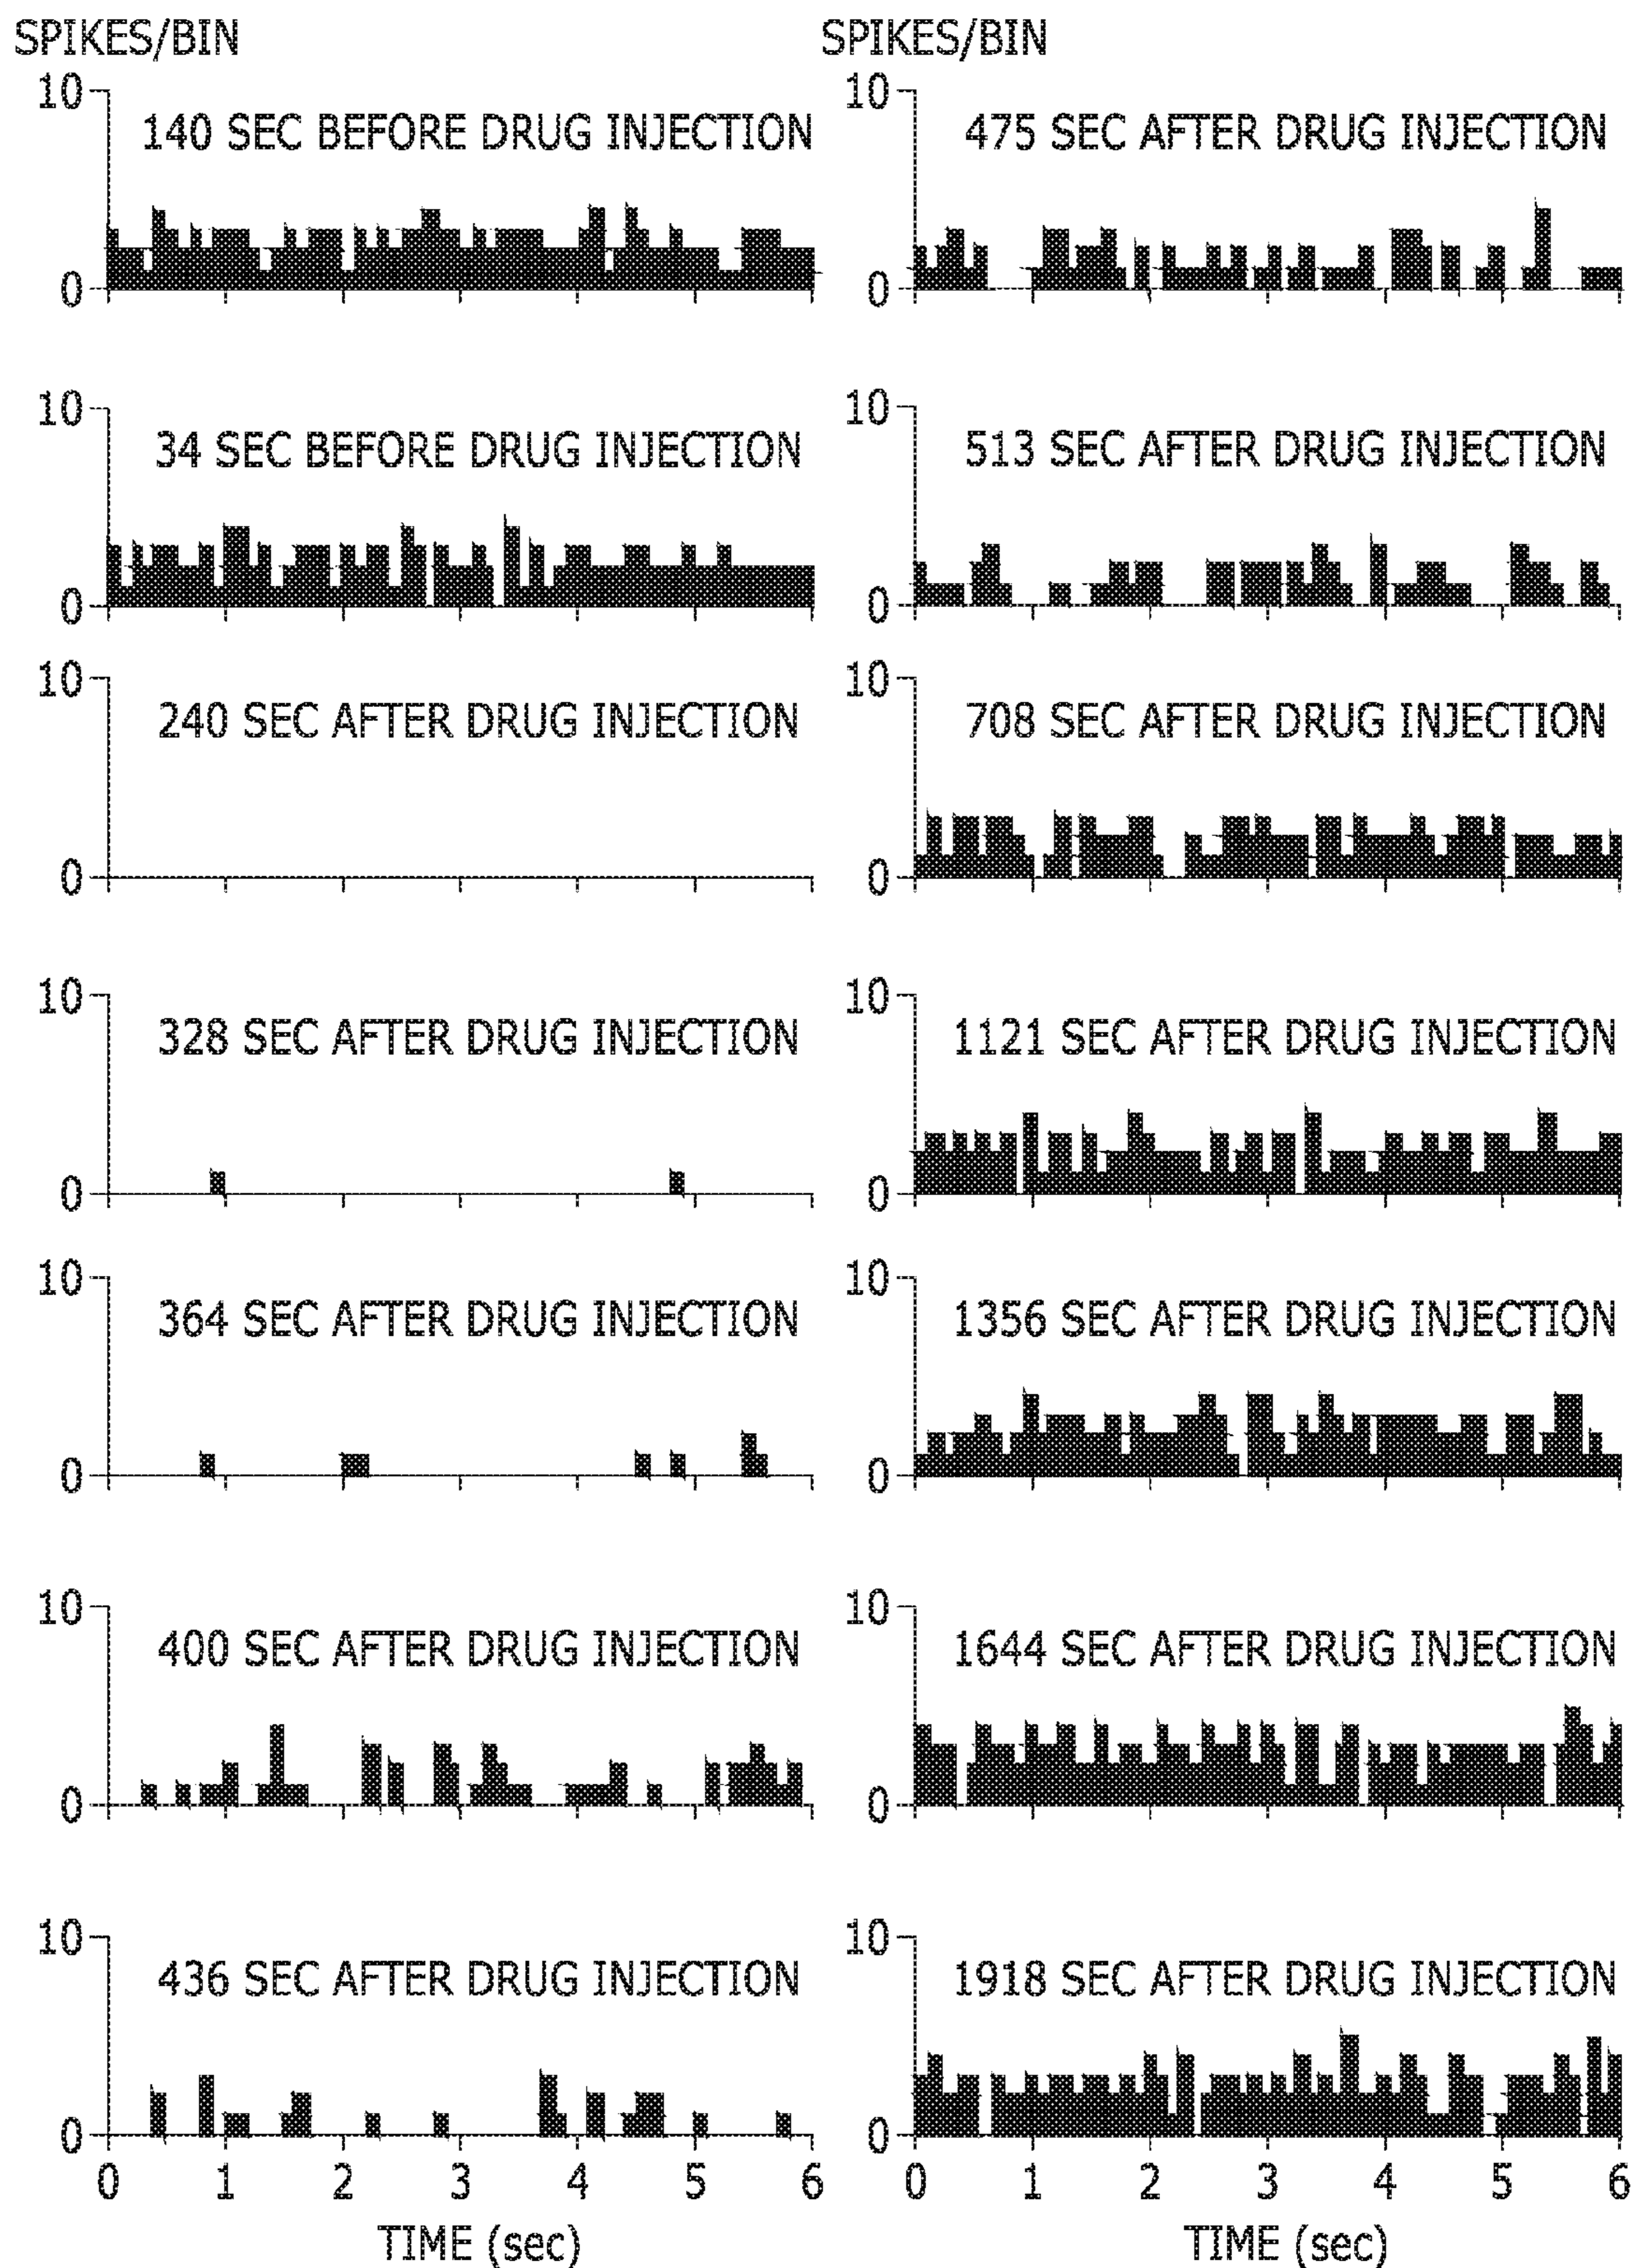 SPIKES/BIN
10
140 SEC BEFORE DRUG INJECTION
0
10
34 SEC BEFORE DRUG INJECTION
0
10
240 SEC AFTER DRUG INJECTION
0
10
328 SEC AFTER DRUG INJECTION
0
10
364 SEC AFTER DRUG INJECTION
0
10
400 SEC AFTER DRUG INJECTION
0
10
436 SEC AFTER DRUG INJECTION
0
0 1 2 3 4 5 6
TIME (sec)
SPIKES/BIN
10
475 SEC AFTER DRUG INJECTION
0
10
513 SEC AFTER DRUG INJECTION
0
10
708 SEC AFTER DRUG INJECTION
0
10
1121 SEC AFTER DRUG INJECTION
0
10
1356 SEC AFTER DRUG INJECTION
0
10
1644 SEC AFTER DRUG INJECTION
0
10
1918 SEC AFTER DRUG INJECTION
0
0 1 2 3 4 5 6
TIME (sec)